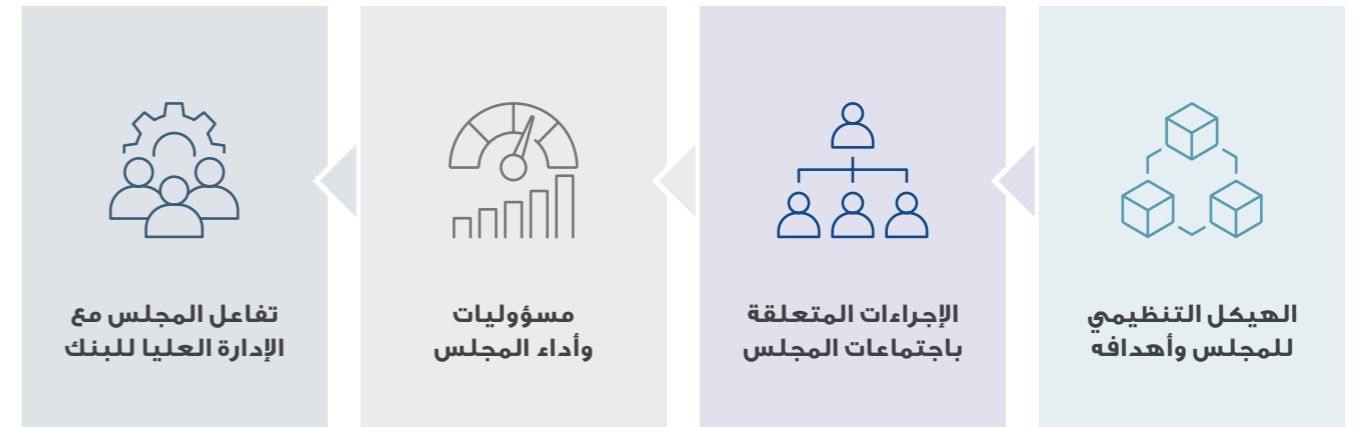 الهيكل التنظيمي
للمجلس وأهدافه
الإجراءات المتعلقة
باجتماعات المجلس
مسؤوليات
وأداء المجلس
تفاعل المجلس مع
الإدارة العليا للبنك